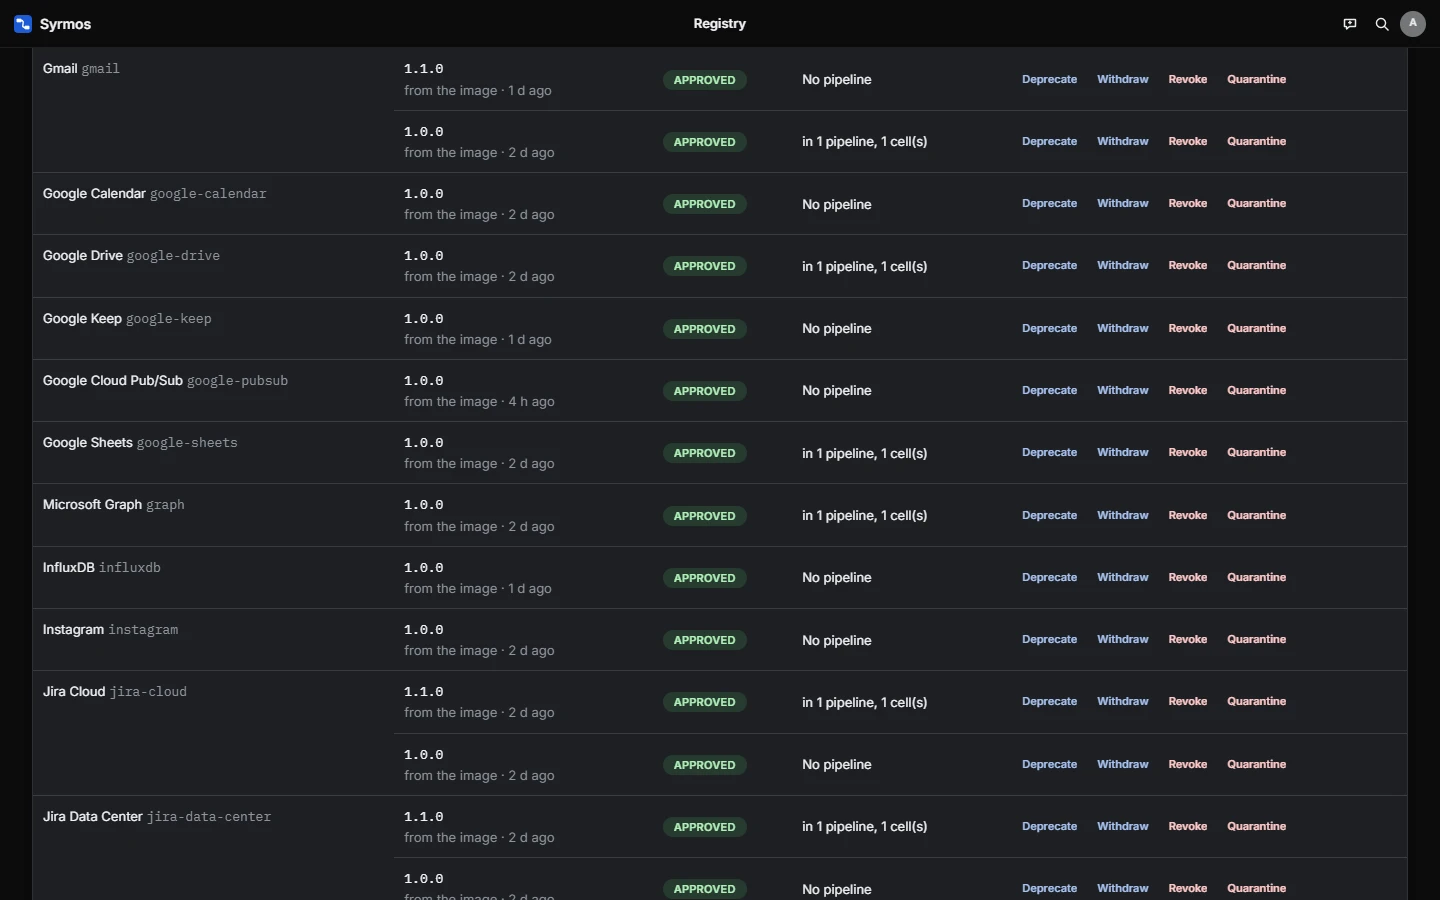 Syrmos
Registry
A
Gmail gmail
1.1.0
from the image · 1 d ago
APPROVED
No pipeline
Deprecate Withdraw Revoke Quarantine
1.0.0
from the image · 2 d ago
APPROVED
in 1 pipeline, 1 cell(s)
Deprecate Withdraw Revoke Quarantine
Google Calendar google-calendar
1.0.0
from the image · 2 d ago
APPROVED
No pipeline
Deprecate Withdraw Revoke Quarantine
Google Drive google-drive
1.0.0
from the image · 2 d ago
APPROVED
in 1 pipeline, 1 cell(s)
Deprecate Withdraw Revoke Quarantine
Google Keep google-keep
1.0.0
from the image · 1 d ago
APPROVED
No pipeline
Deprecate Withdraw Revoke Quarantine
Google Cloud Pub/Sub google-pubsub
1.0.0
from the image · 4 h ago
APPROVED
No pipeline
Deprecate Withdraw Revoke Quarantine
Google Sheets google-sheets
1.0.0
from the image · 2 d ago
APPROVED
in 1 pipeline, 1 cell(s)
Deprecate Withdraw Revoke Quarantine
Microsoft Graph graph
1.0.0
from the image · 2 d ago
APPROVED
in 1 pipeline, 1 cell(s)
Deprecate Withdraw Revoke Quarantine
InfluxDB influxdb
1.0.0
from the image · 1 d ago
APPROVED
No pipeline
Deprecate Withdraw Revoke Quarantine
Instagram instagram
1.0.0
from the image · 2 d ago
APPROVED
No pipeline
Deprecate Withdraw Revoke Quarantine
Jira Cloud jira-cloud
1.1.0
from the image · 2 d ago
APPROVED
in 1 pipeline, 1 cell(s)
Deprecate Withdraw Revoke Quarantine
1.0.0
from the image · 2 d ago
APPROVED
No pipeline
Deprecate Withdraw Revoke Quarantine
Jira Data Center jira-data-center
1.1.0
from the image · 2 d ago
APPROVED
in 1 pipeline, 1 cell(s)
Deprecate Withdraw Revoke Quarantine
1.0.0
from the image · 2 d ago
APPROVED
No pipeline
Deprecate Withdraw Revoke Quarantine